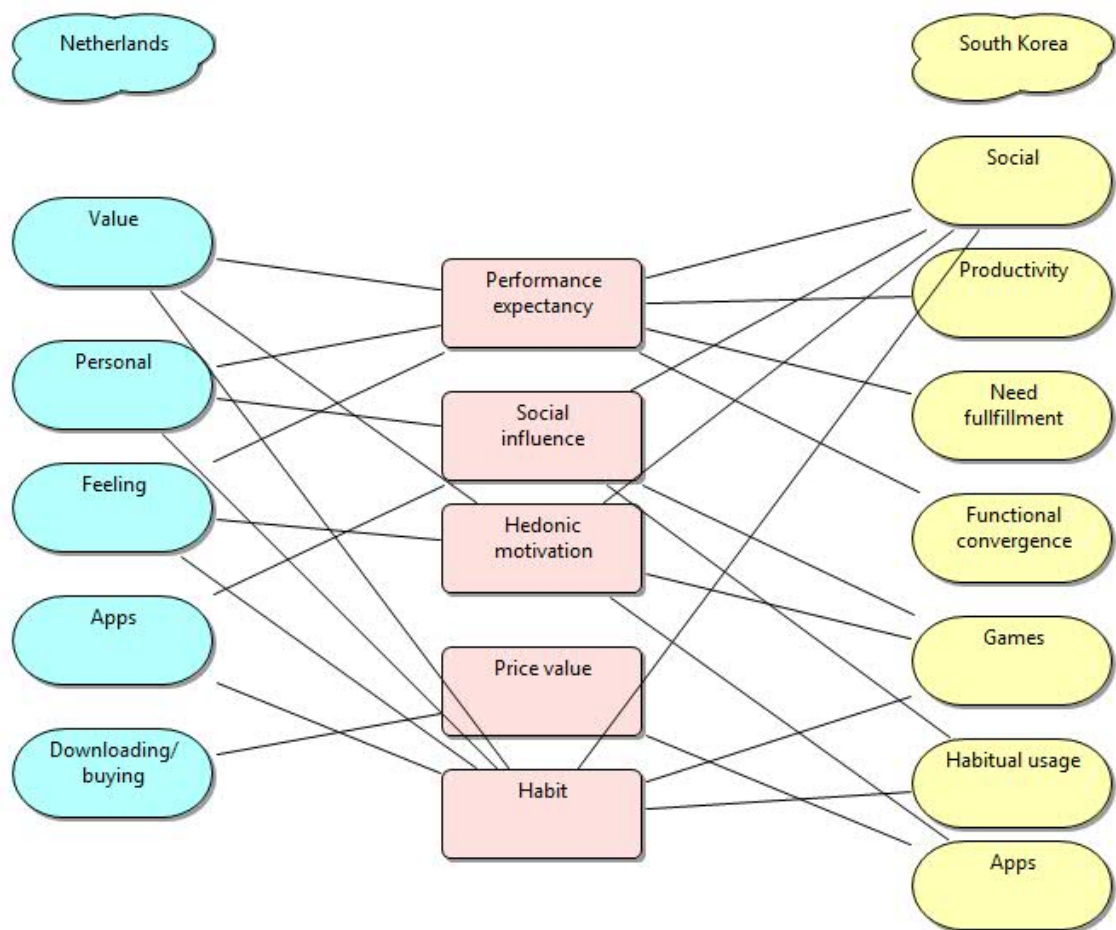 Netherlands
South Korea
Value
Personal
Feeling
Apps
Downloading/
buying
Performance
expectancy
Social
influence
Hedonic
motivation
Price value
Habit
Social
Productivity
Need
fullfillment
Functional
convergence
Games
Habitual usage
Apps